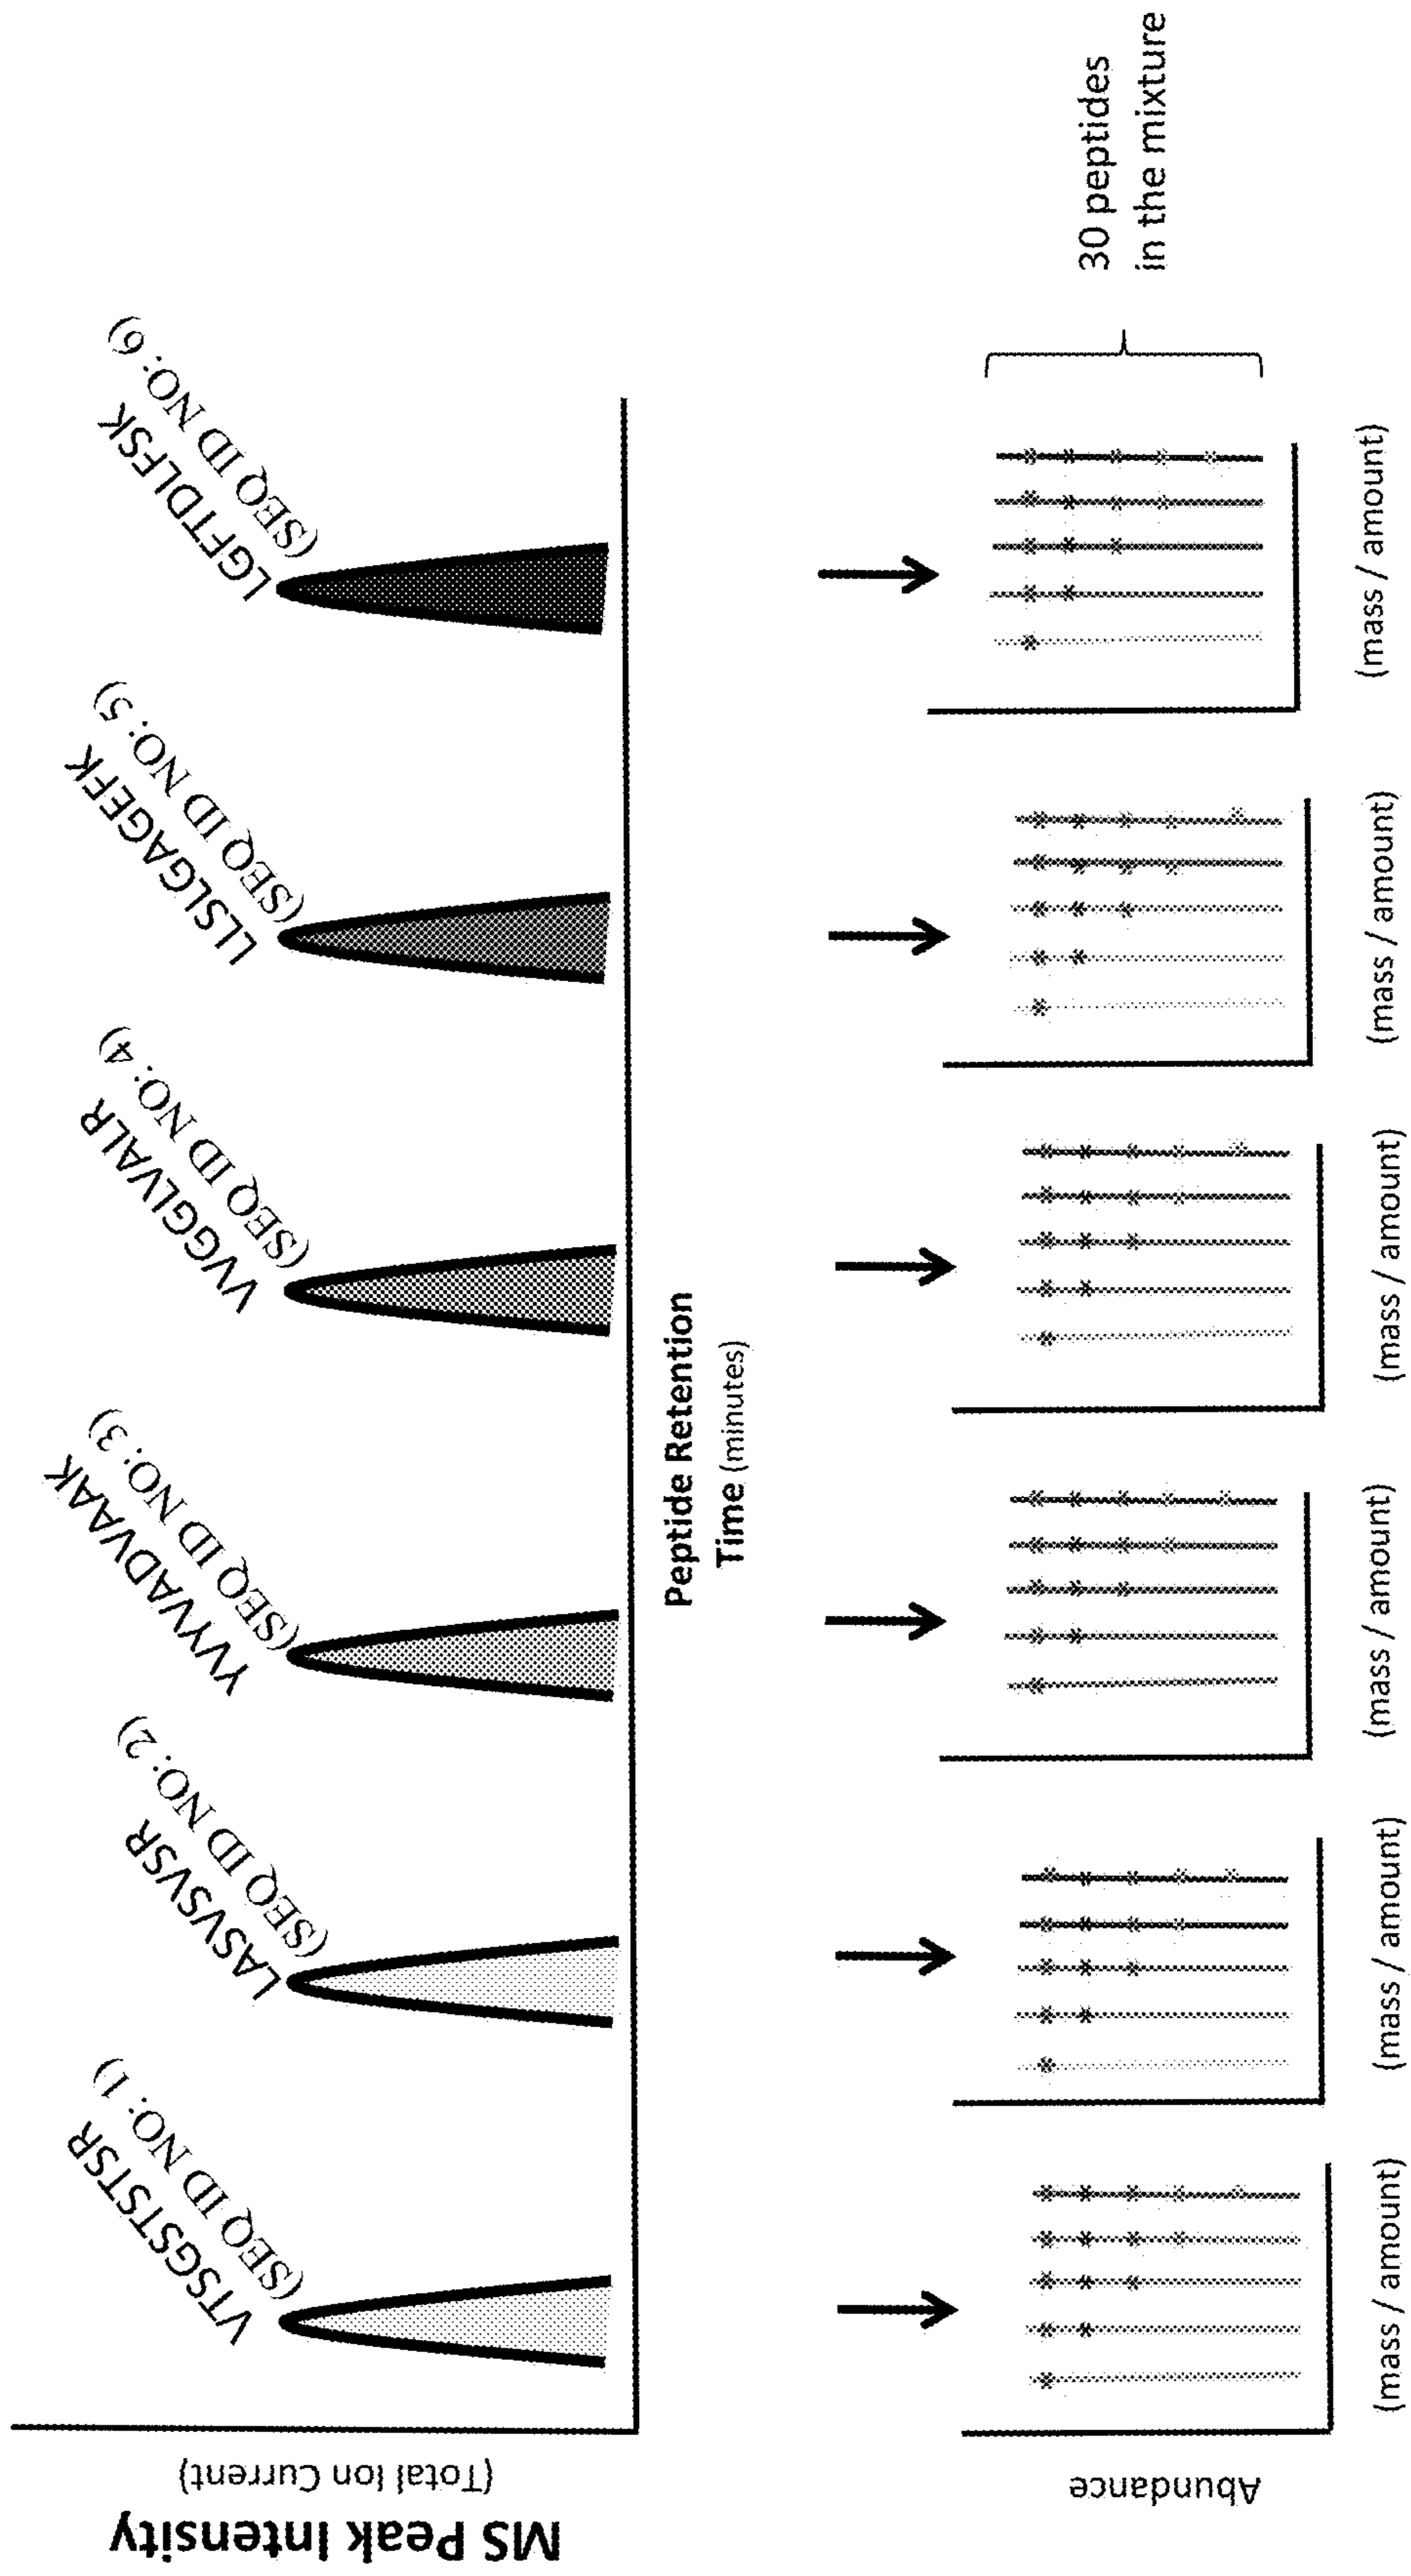 MS Peak Intensity
(Total Ion Current)
VTSGSTSTSR
(SEQ ID NO: 1)
LASVSVSR
(SEQ ID NO: 2)
YVYVADVAAK
(SEQ ID NO: 3)
VVGGLVALR
(SEQ ID NO: 4)
LLSLGAGEFK
(SEQ ID NO: 5)
LGFTDLFSK
(SEQ ID NO: 6)
Peptide Retention
Time (minutes)
Abundance
(mass / amount)
(mass / amount)
(mass / amount)
(mass / amount)
(mass / amount)
(mass / amount)
30 peptides
in the mixture